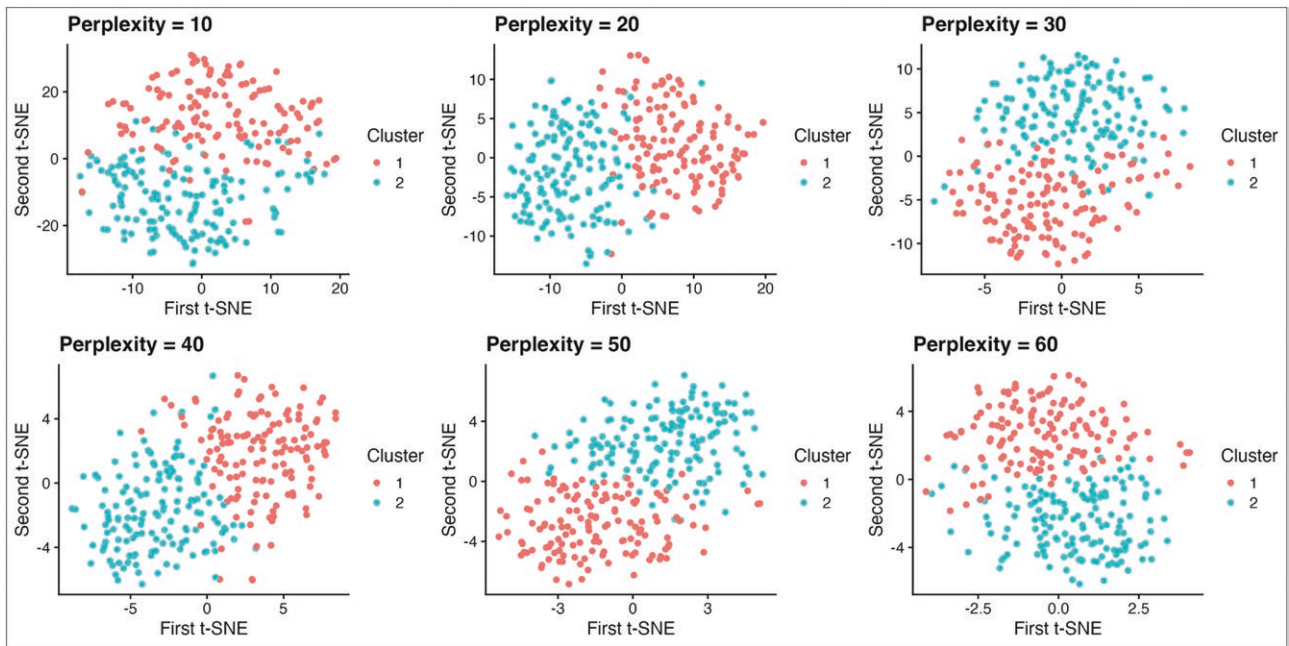 Perplexity = 10
Second t-SNE
20
0
-20
-10
0
10
20
First t-SNE
Cluster
1
2
Perplexity = 20
Second t-SNE
10
5
0
-5
-10
-10
0
10
20
First t-SNE
Cluster
1
2
Perplexity = 30
Second t-SNE
10
5
0
-5
-10
-5
0
5
First t-SNE
Cluster
1
2
Perplexity = 40
Second t-SNE
4
0
-4
-5
0
5
First t-SNE
Cluster
1
2
Perplexity = 50
Second t-SNE
4
0
-4
-3
0
3
First t-SNE
Cluster
1
2
Perplexity = 60
Second t-SNE
4
0
-4
-2.5
0.0
2.5
First t-SNE
Cluster
1
2